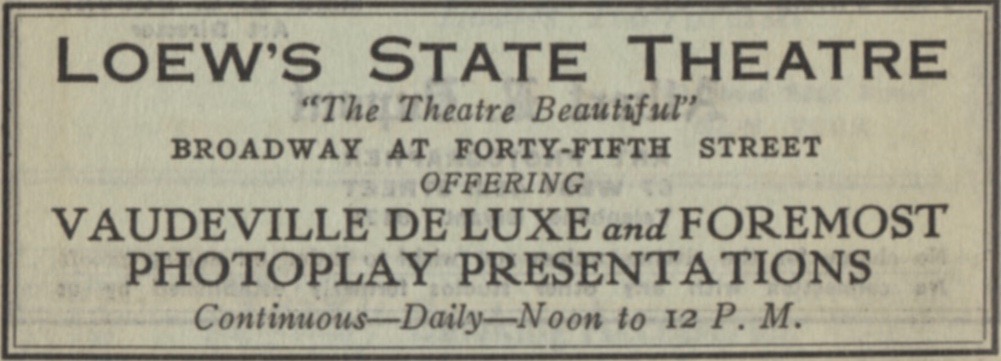 LOEW'S STATE THEATRE
"The Theatre Beautiful"
BROADWAY AT FORTY-FIFTH STREET
OFFERING
VAUDEVILLE DE LUXE and FOREMOST
PHOTOPLAY PRESENTATIONS
Continuous—Daily—Noon to 12 P. M.